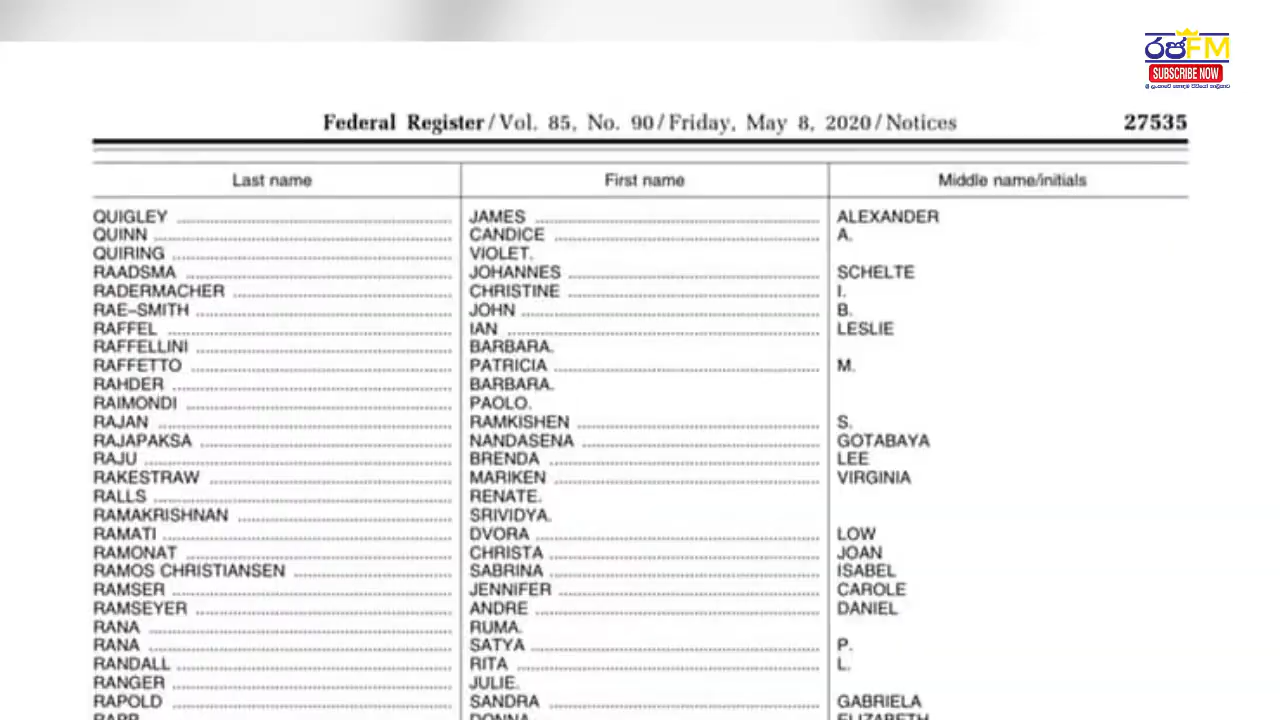 රජFM
SUBSCRIBE NOW
Federal Register / Vol. 85, No. 90 / Friday, May 8, 2020 / Notices 27535
Last name First name Middle name/initials
QUIGLEY JAMES ALEXANDER
QUINN CANDICE A.
QUIRING VIOLET.
RAADSMA JOHANNES SCHELTE
RADERMACHER CHRISTINE I.
RAE–SMITH JOHN B.
RAFFEL IAN LESLIE
RAFFELLINI BARBARA.
RAFFETTO PATRICIA M.
RAHDER BARBARA.
RAIMONDI PAOLO.
RAJAN RAMKISHEN S.
RAJAPAKSA NANDASENA GOTABAYA
RAJU BRENDA LEE
RAKESTRAW MARIKEN VIRGINIA
RALLS RENATE.
RAMAKRISHNAN SRIVIDYA.
RAMATI DVORA LOW
RAMONAT CHRISTA JOAN
RAMOS CHRISTIANSEN SABRINA ISABEL
RAMSER JENNIFER CAROLE
RAMSEYER ANDRE DANIEL
RANA RUMA.
RANA SATYA P.
RANDALL RITA L.
RANGER JULIE.
RAPOLD SANDRA GABRIELA
RAPP DONNA ELIZABETH